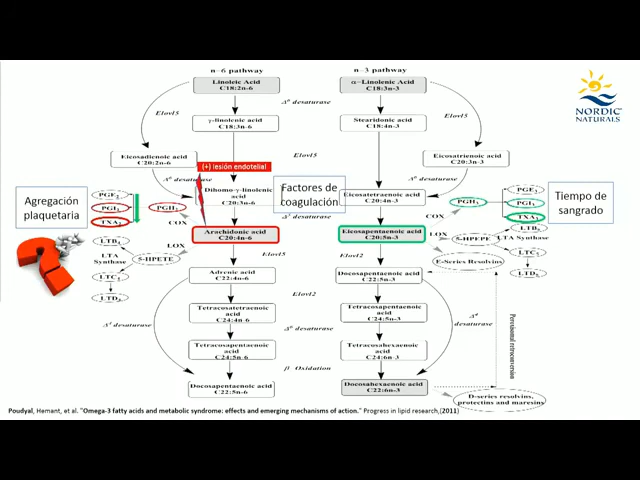 n-6 pathway
n-3 pathway
Linoleic Acid
C18:2n-6
α-Linolenic Acid
C18:3n-3
NORDIC
NATURALS
Δ⁶ desaturase
Elovl5
Elovl5
γ-linolenic acid
C18:3n-6
Stearidonic acid
C18:4n-3
Eicosadienoic acid
C20:2n-6
Elovl5
Eicosatrienoic acid
C20:3n-3
(+) lesión endotelial
Δ⁸ desaturase
Δ⁸ desaturase
Agregación
plaquetaria
PGF₂
PGI₂
TXA₂
PGH₂
COX
Dihomo-γ-linolenic
acid
C20:3n-6
Factores de
coagulación
Eicosatetraenoic acid
C20:4n-3
COX
PGH₃
PGF₃
PGI₃
TXA₃
Tiempo de
sangrado
Δ⁵ desaturase
Arachidonic acid
C20:4n-6
Eicosapentaenoic acid
C20:5n-3
LOX
LOX
LTB₄
LTA
Synthase
LTC₄
LTD₄
5-HPETE
5-HPEPE
LTB₅
LTA Synthase
LTC₅
LTD₅
E-Series Resolvins
Elovl5
Elovl2
Adrenic acid
C22:4n-6
Docosapentaenoic acid
C22:5n-3
Elovl2
Tetracosatetraenoic
acid
C24:4n-6
Tetracosapentaenoic
acid
C24:5n-3
Δ⁴ desaturase
Δ⁶ desaturase
Δ⁴ desaturase
Peroxisomal retroconversion
Tetracosapentaenoic
acid
C24:5n-6
Tetracosahexaenoic
acid
C24:6n-3
β Oxidation
Docosapentaenoic acid
C22:5n-6
Docosahexaenoic acid
C22:6n-3
D-series resolvins,
protectins and maresins
Poudyal, Hemant, et al. "Omega-3 fatty acids and metabolic syndrome: effects and emerging mechanisms of action." Progress in lipid research,(2011)